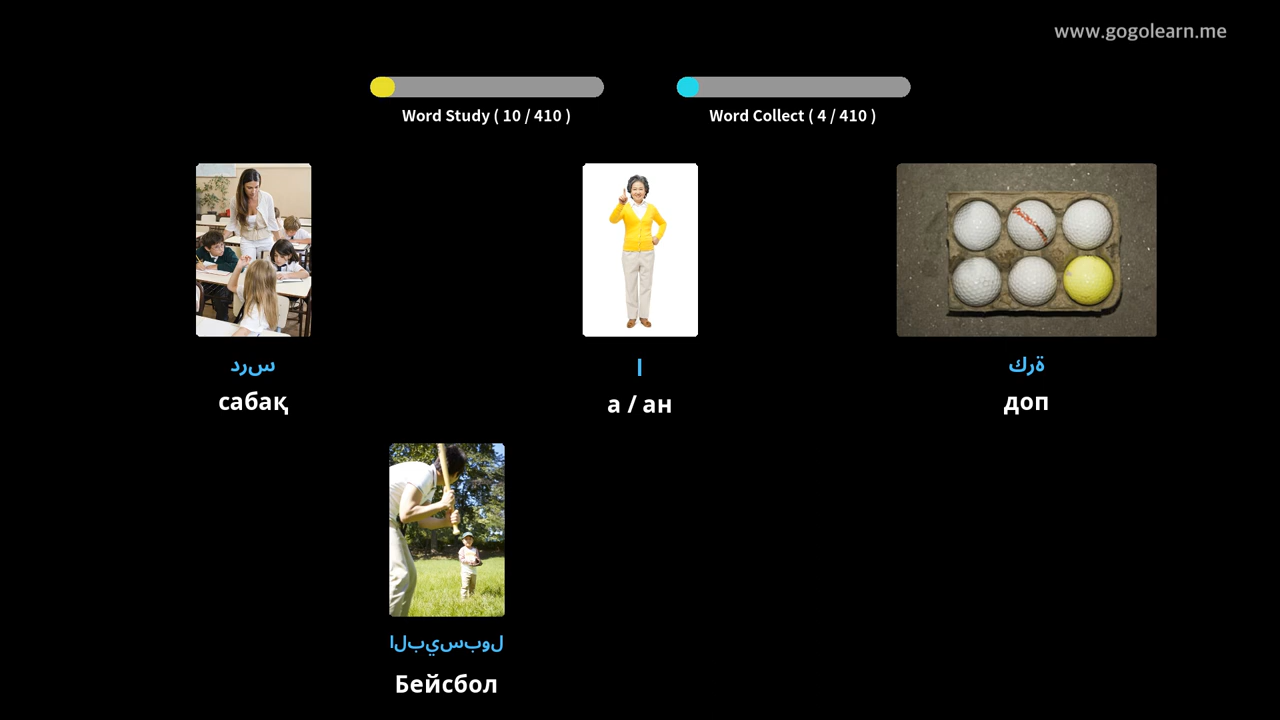 www.gogolearn.me
Word Study ( 10 / 410 )
Word Collect ( 4 / 410 )
درس
сабақ
ا
а / ан
كرة
доп
البيسبول
Бейсбол